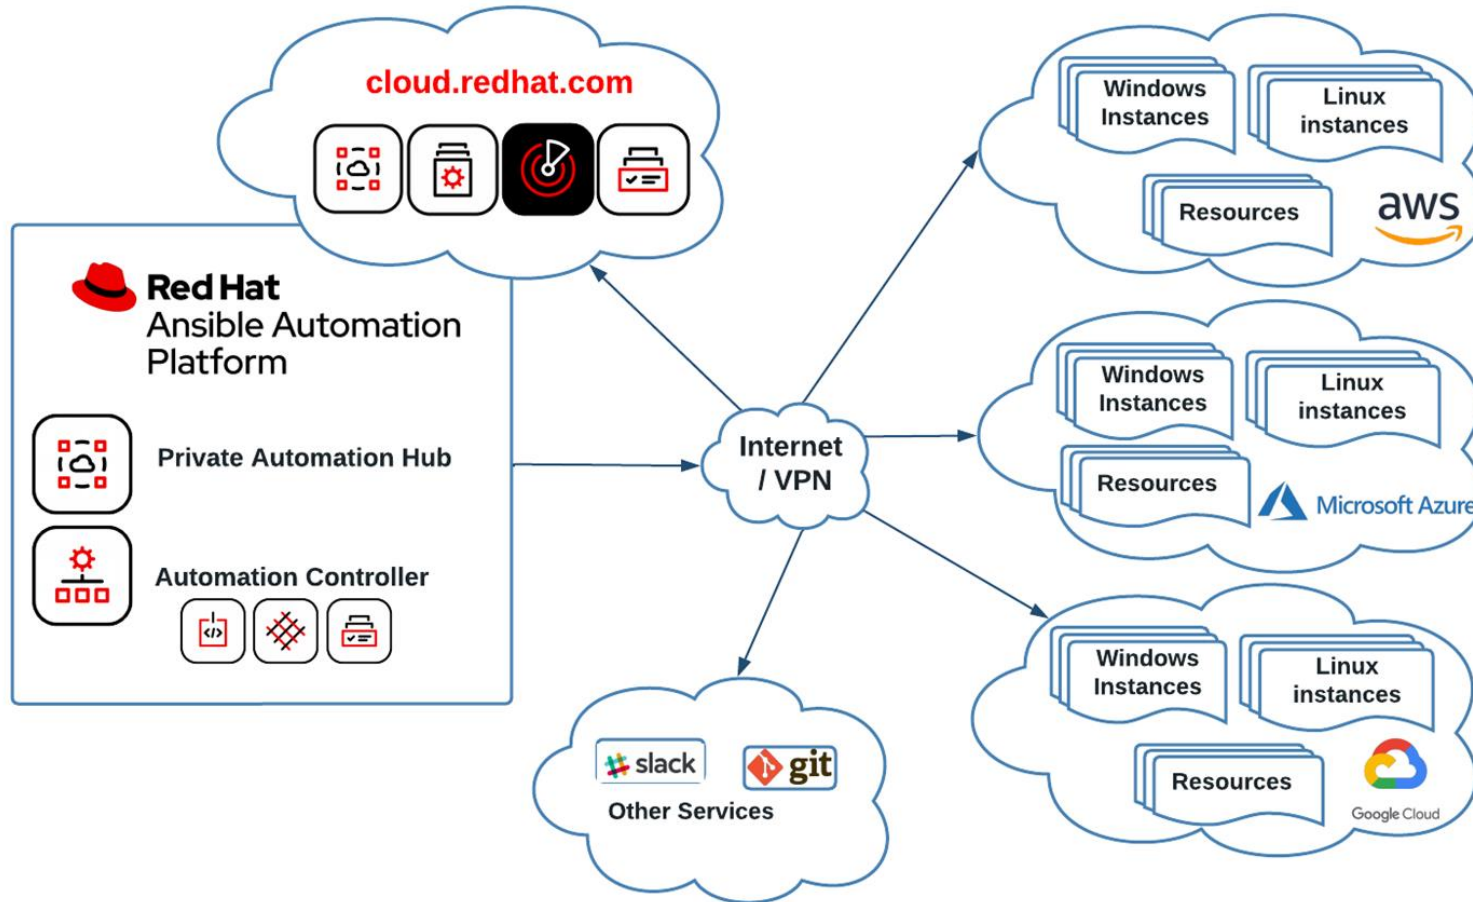 cloud.redhat.com
Red Hat
Ansible Automation
Platform
Private Automation Hub
Automation Controller
</>
Internet
/ VPN
slack
git
Other Services
Windows
Instances
Linux
instances
Resources
aws
Windows
Instances
Linux
instances
Resources
Microsoft Azure
Windows
Instances
Linux
instances
Resources
Google Cloud